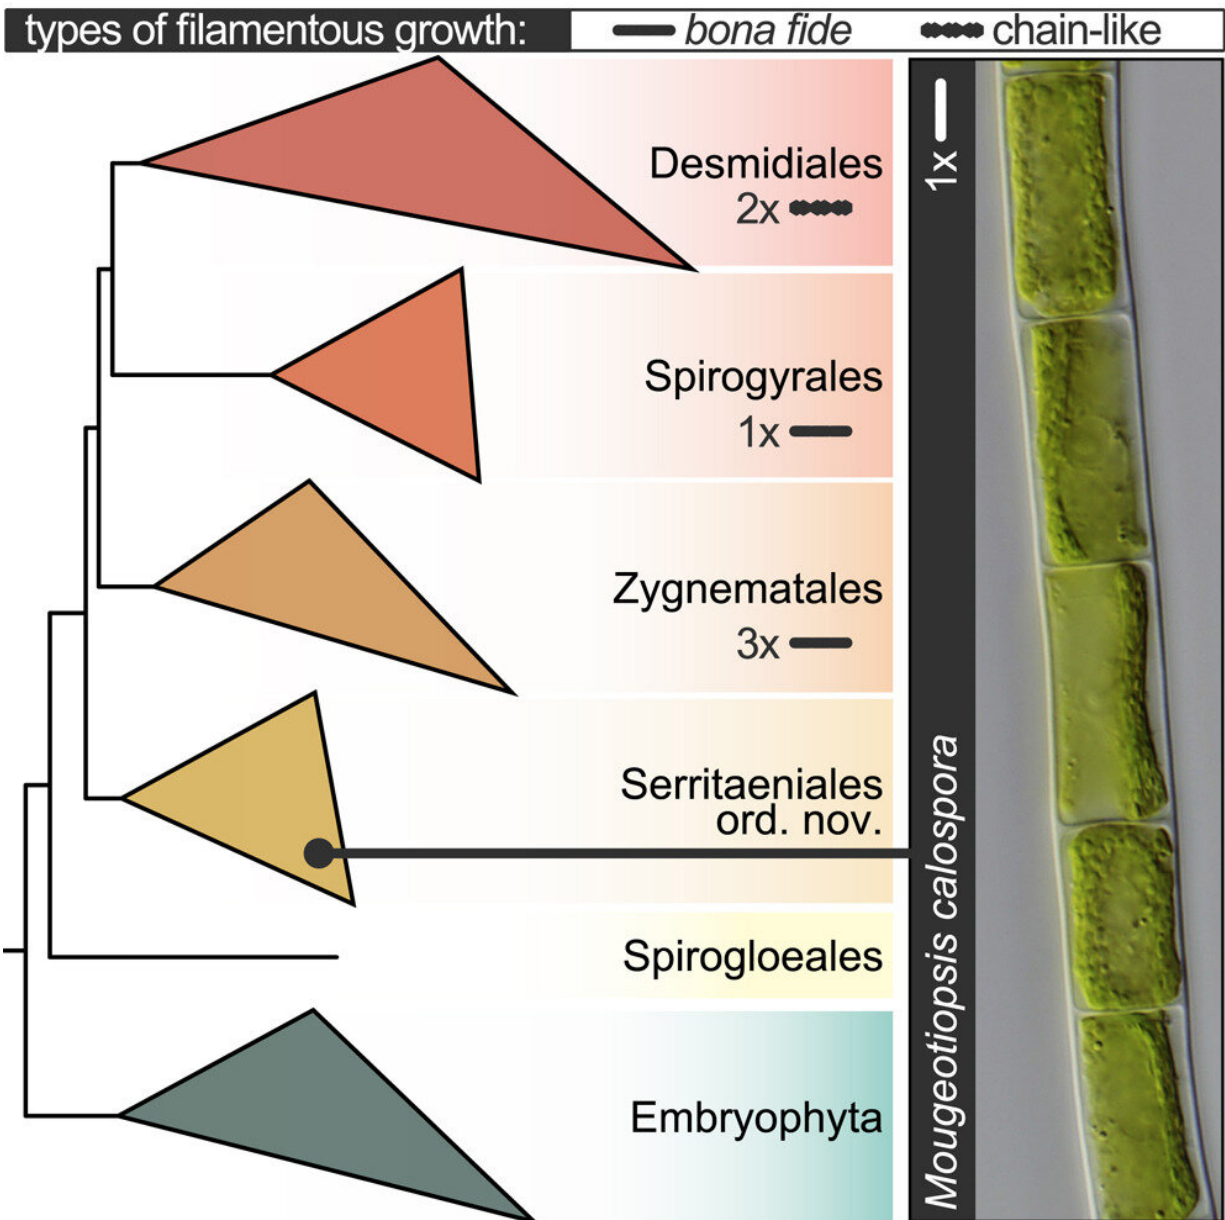 types of filamentous growth: bona fide chain-like
Desmidiales
2x
Spirogyrales
1x
Zygnematales
3x
Serritaeniales
ord. nov.
Spirogloeales
Embryophyta
1x
Mougeotiopsis calospora